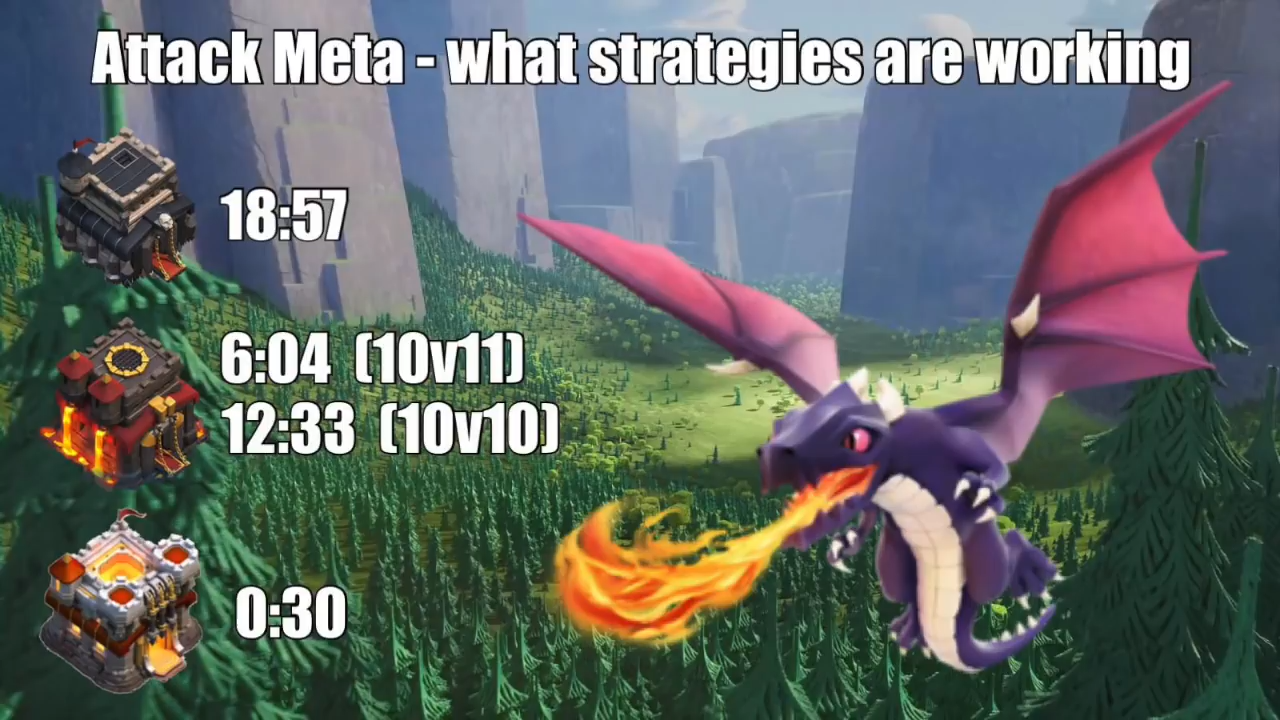 Attack Meta - what strategies are working
18:57
6:04 (10v11)
12:33 (10v10)
0:30